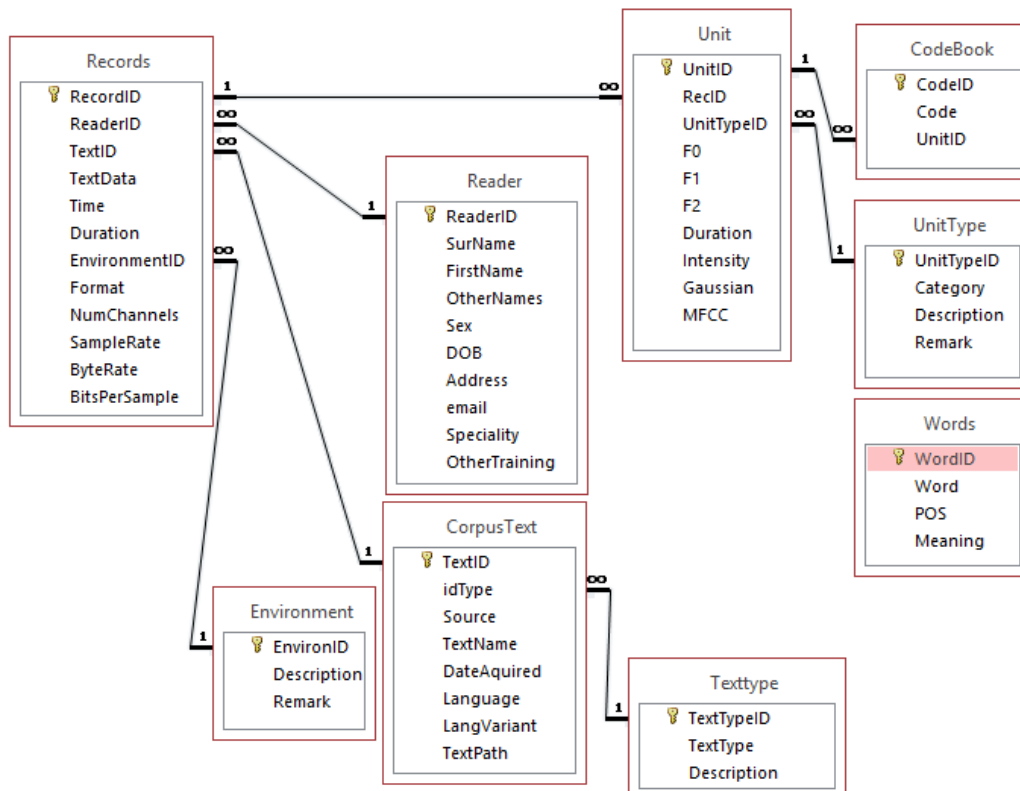 Records
RecordID
ReaderID
TextID
TextData
Time
Duration
EnvironmentID
Format
NumChannels
SampleRate
ByteRate
BitsPerSample
1
∞
∞
∞
Reader
ReaderID
SurName
FirstName
OtherNames
Sex
DOB
Address
email
Speciality
OtherTraining
1
Unit
UnitID
RecID
UnitTypeID
F0
F1
F2
Duration
Intensity
Gaussian
MFCC
∞
1
∞
CodeBook
CodeID
Code
UnitID
∞
UnitType
UnitTypeID
Category
Description
Remark
1
Words
WordID
Word
POS
Meaning
CorpusText
TextID
idType
Source
TextName
DateAquired
Language
LangVariant
TextPath
1
∞
Environment
EnvironID
Description
Remark
1
Texttype
TextTypeID
TextType
Description
1